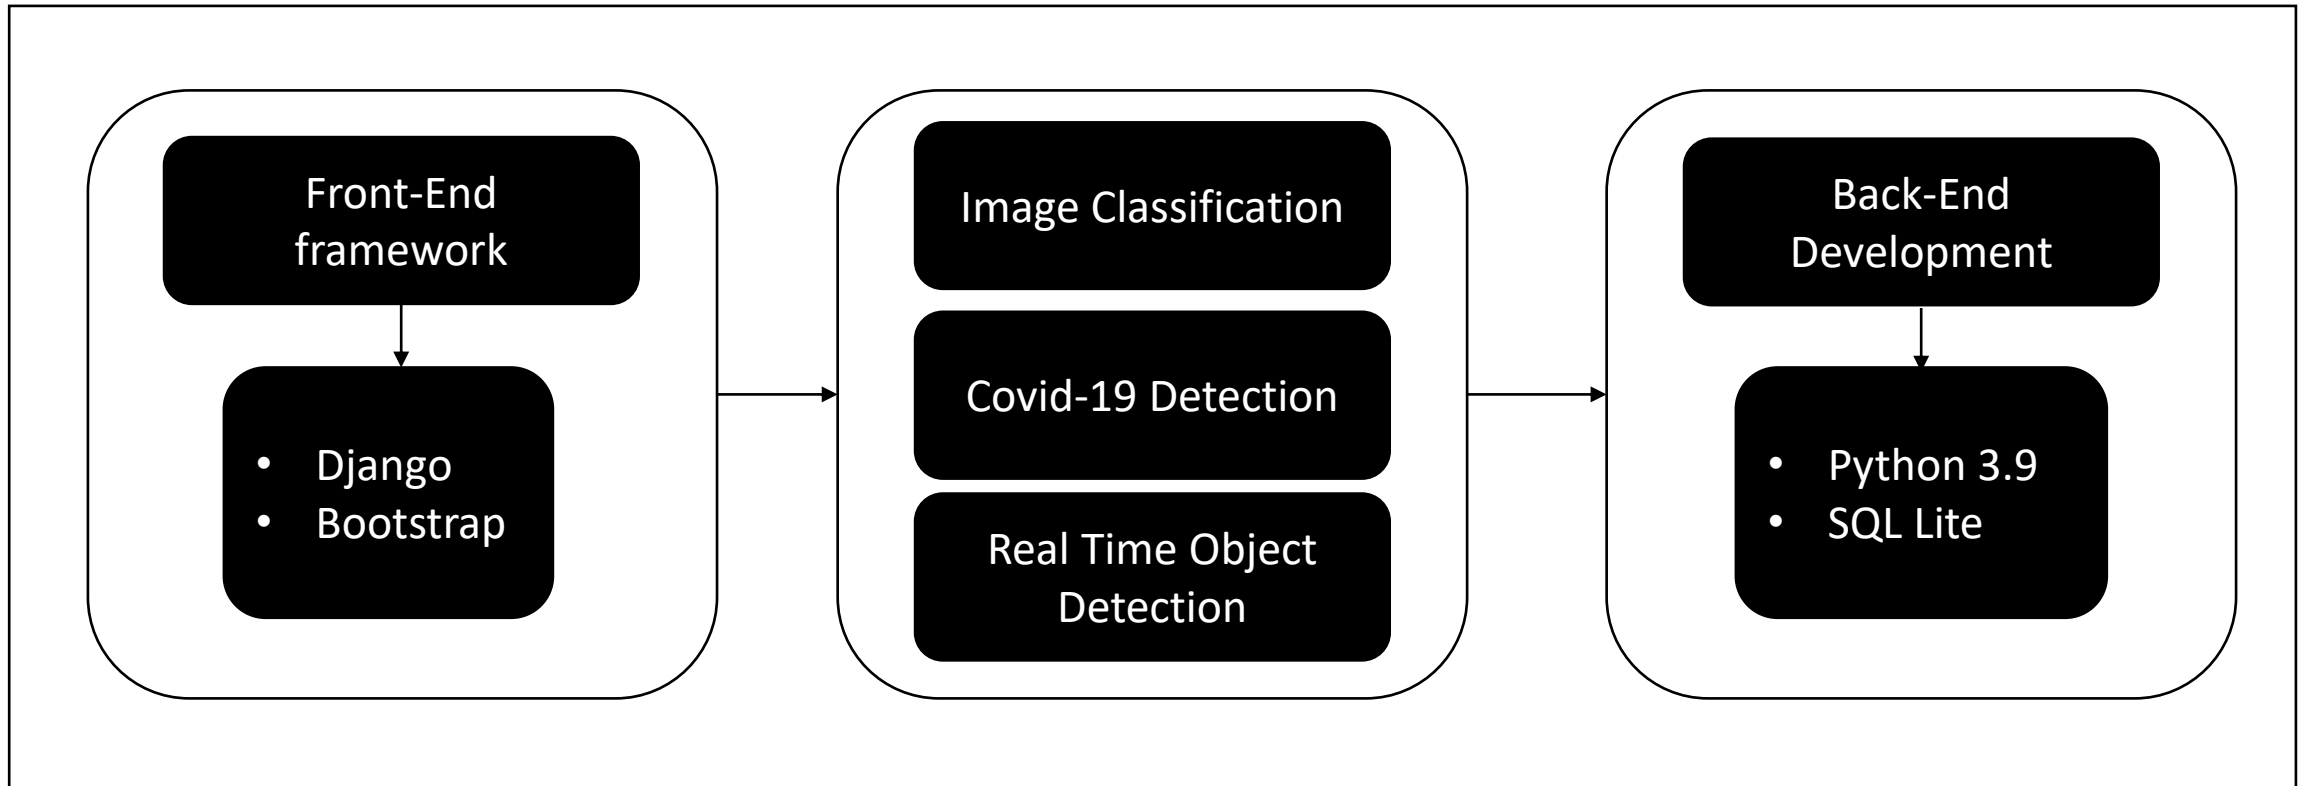 Front-End
framework
• Django
• Bootstrap
Image Classification
Covid-19 Detection
Real Time Object
Detection
Back-End
Development
• Python 3.9
• SQL Lite